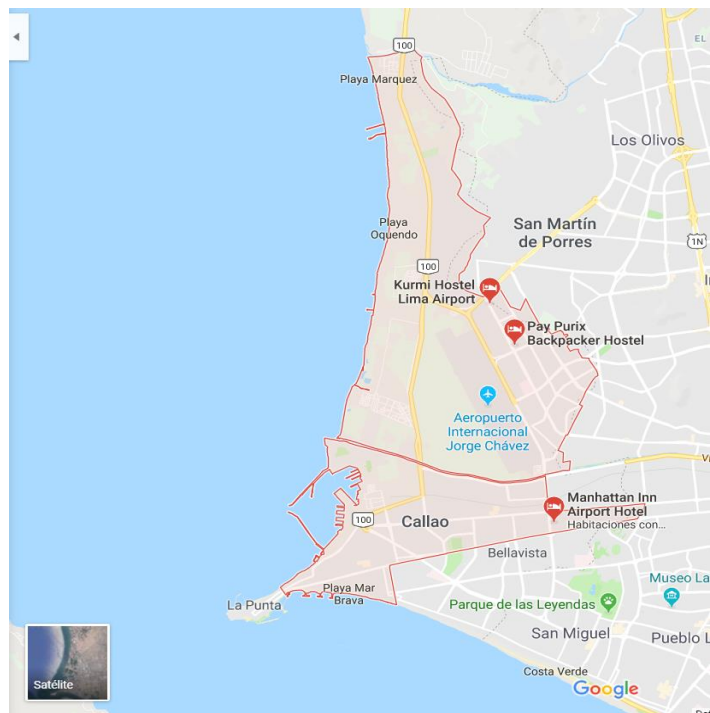 100
Playa Marquez
EL
Los Olivos
Playa
Oquendo
San Martín
de Porres
1N
100
Kurmi Hostel
Lima Airport
Pay Purix
Backpacker Hostel
Aeropuerto
Internacional
Jorge Chávez
Manhattan Inn
Airport Hotel
Habitaciones con...
100
Callao
Bellavista
Museo La
Playa Mar
Brava
La Punta
Parque de las Leyendas
San Miguel
Pueblo L
Costa Verde
Satélite
Google